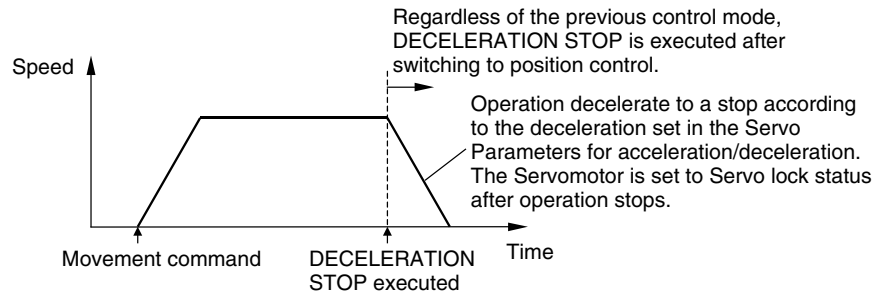 Regardless of the previous control mode,
DECELERATION STOP is executed after
switching to position control.
Speed
Operation decelerate to a stop according
to the deceleration set in the Servo
Parameters for acceleration/deceleration.
The Servomotor is set to Servo lock status
after operation stops.
Time
Movement command
DECELERATION
STOP executed